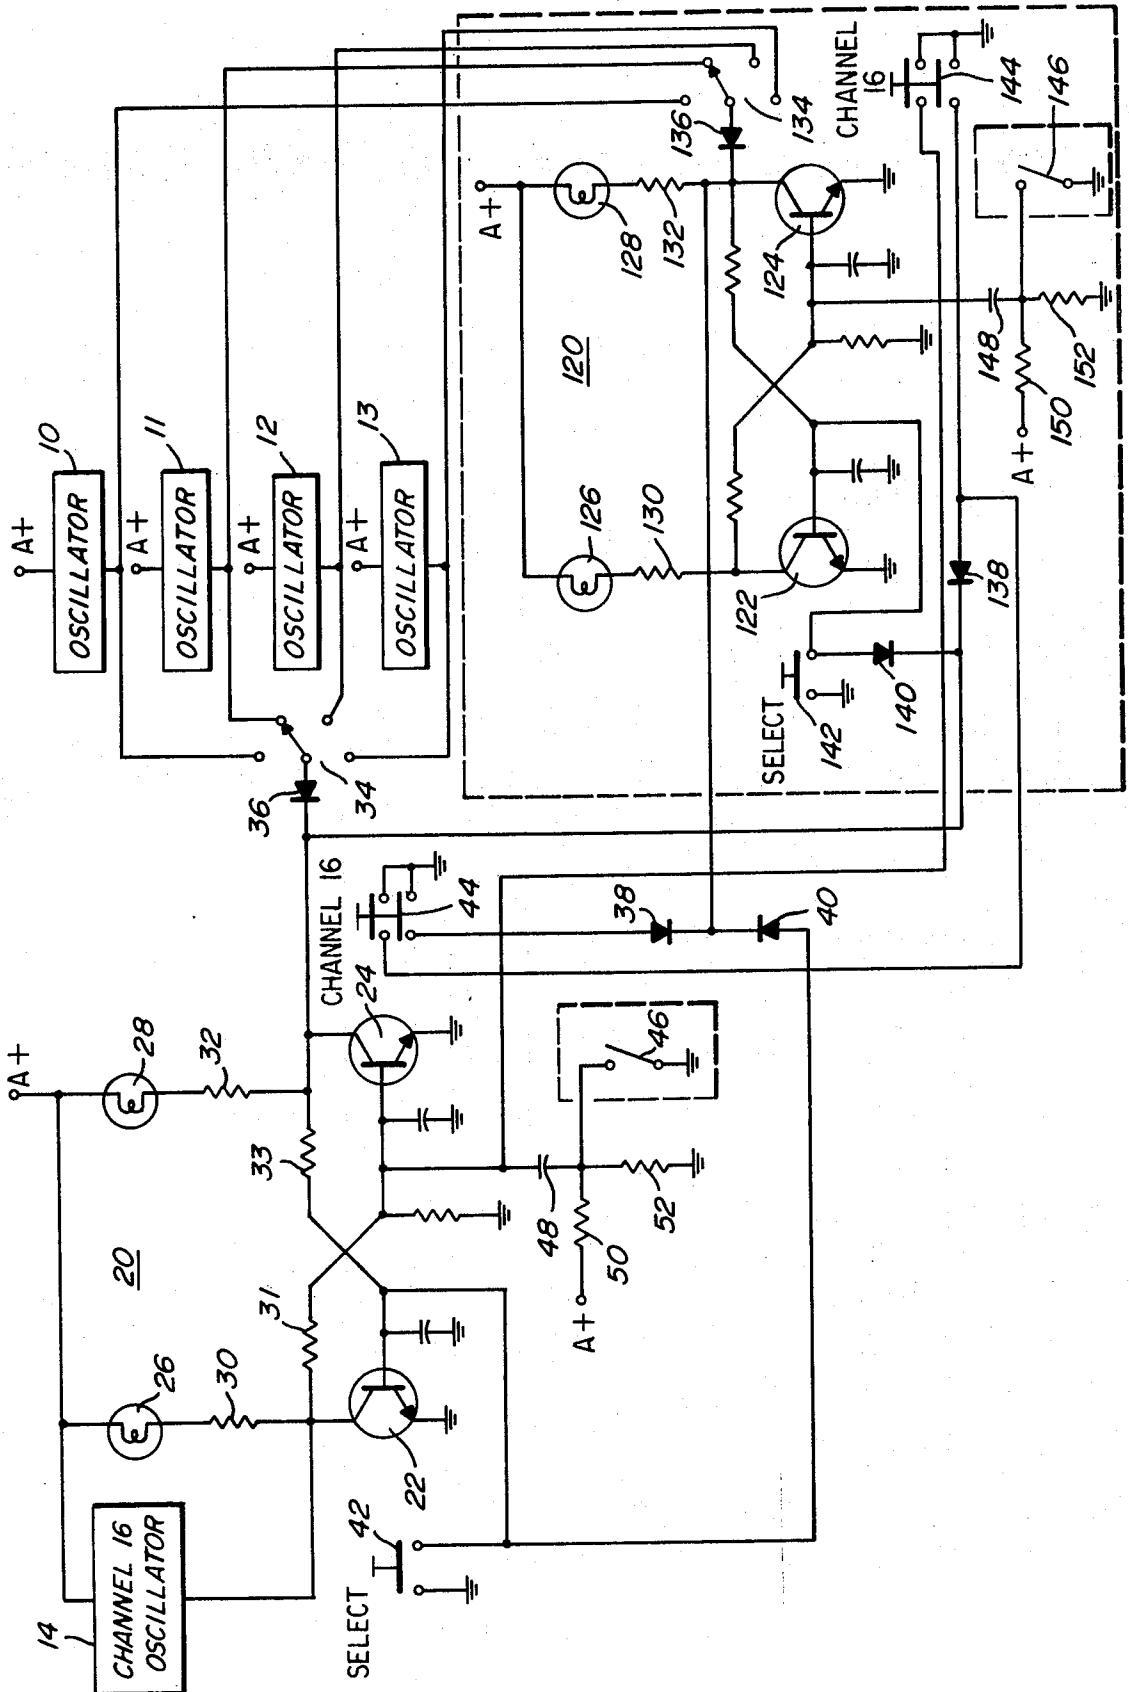 A+
10
OSCILLATOR
A+
11
OSCILLATOR
A+
12
OSCILLATOR
A+
13
OSCILLATOR
14
CHANNEL 16
OSCILLATOR
20
A+
26
28
30
32
31
33
22
24
36
34
SELECT
42
CHANNEL 16
44
46
48
50
52
A+
38
40
A+
120
126
128
130
132
136
134
122
124
SELECT
142
140
138
CHANNEL
16
144
146
148
A+
150
152